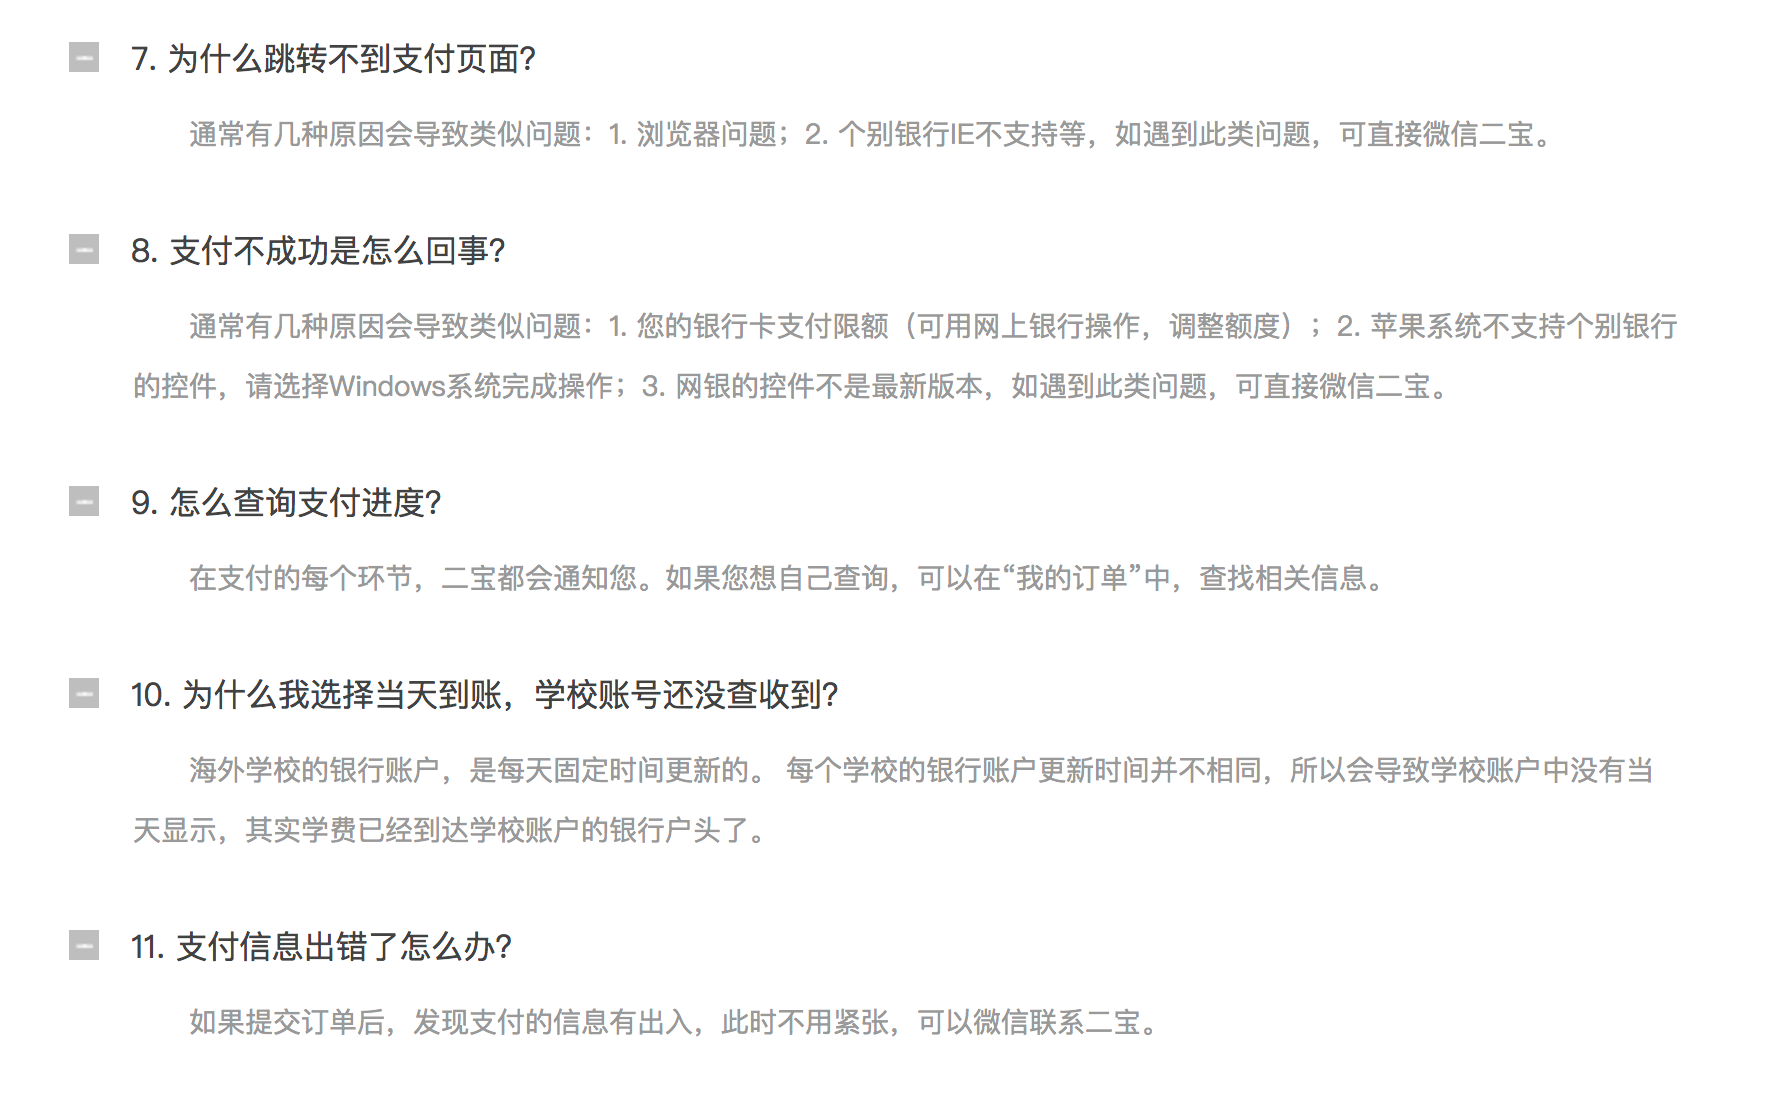 7. 为什么跳转不到支付页面?
通常有几种原因会导致类似问题：1. 浏览器问题；2. 个别银行IE不支持等，如遇到此类问题，可直接微信二宝。
8. 支付不成功是怎么回事?
通常有几种原因会导致类似问题：1. 您的银行卡支付限额（可用网上银行操作，调整额度）；2. 苹果系统不支持个别银行
的控件，请选择Windows系统完成操作；3. 网银的控件不是最新版本，如遇到此类问题，可直接微信二宝。
9. 怎么查询支付进度?
在支付的每个环节，二宝都会通知您。如果您想自己查询，可以在“我的订单”中，查找相关信息。
10. 为什么我选择当天到账，学校账号还没查收到?
海外学校的银行账户，是每天固定时间更新的。 每个学校的银行账户更新时间并不相同，所以会导致学校账户中没有当
天显示，其实学费已经到达学校账户的银行户头了。
11. 支付信息出错了怎么办?
如果提交订单后，发现支付的信息有出入，此时不用紧张，可以微信联系二宝。